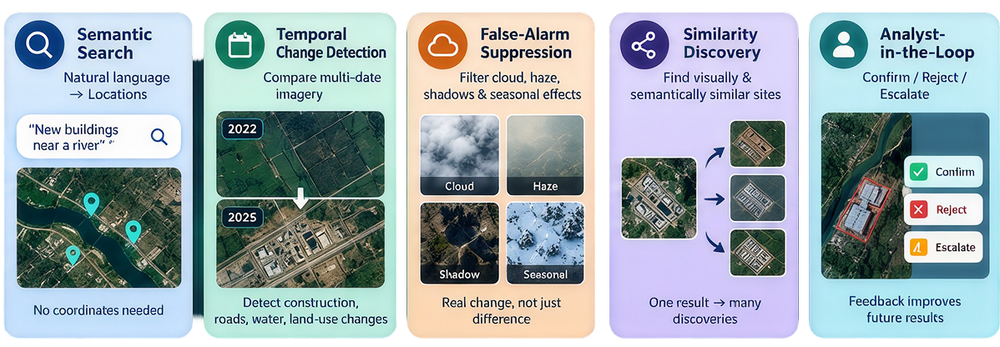 Semantic
Search
Natural language
→ Locations
"New buildings
near a river"
No coordinates needed
Temporal
Change Detection
Compare multi-date
imagery
2022
2025
Detect construction,
roads, water, land-use changes
False-Alarm
Suppression
Filter cloud, haze,
shadows & seasonal effects
Cloud
Haze
Shadow
Seasonal
Real change, not just
difference
Similarity
Discovery
Find visually &
semantically similar sites
One result → many
discoveries
Analyst-
in-the-Loop
Confirm / Reject /
Escalate
Confirm
Reject
Escalate
Feedback improves
future results